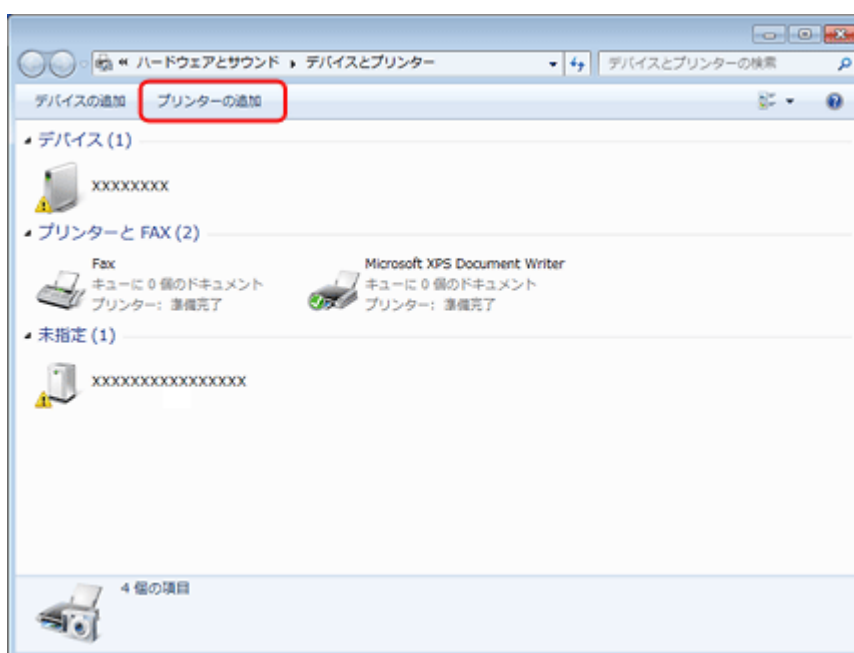 « ハードウェアとサウンド ▸ デバイスとプリンター
デバイスとプリンターの検索
デバイスの追加 プリンターの追加
デバイス (1)
XXXXXXXX
プリンターと FAX (2)
Fax
キューに 0 個のドキュメント
プリンター: 準備完了
Microsoft XPS Document Writer
キューに 0 個のドキュメント
プリンター: 準備完了
未指定 (1)
XXXXXXXXXXXXXXXX
4 個の項目